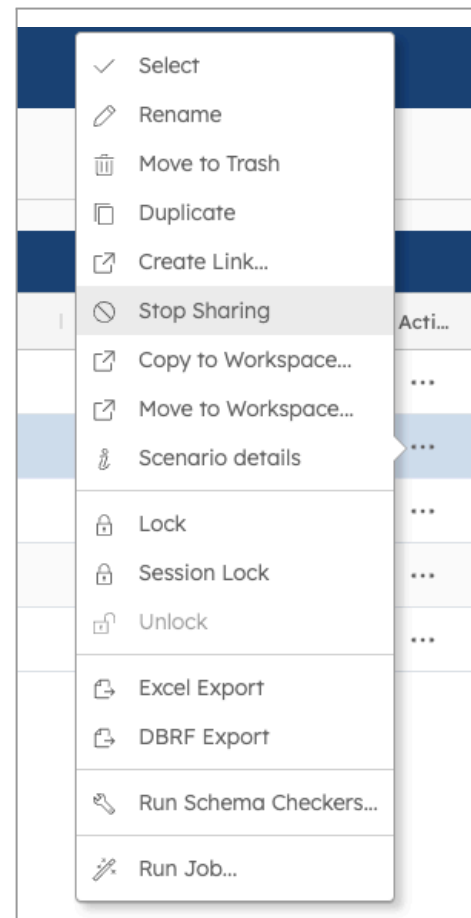 Select
Rename
Move to Trash
Duplicate
Create Link...
Stop Sharing
Acti...
Copy to Workspace...
Move to Workspace...
Scenario details
Lock
Session Lock
Unlock
Excel Export
DBRF Export
Run Schema Checkers...
Run Job...